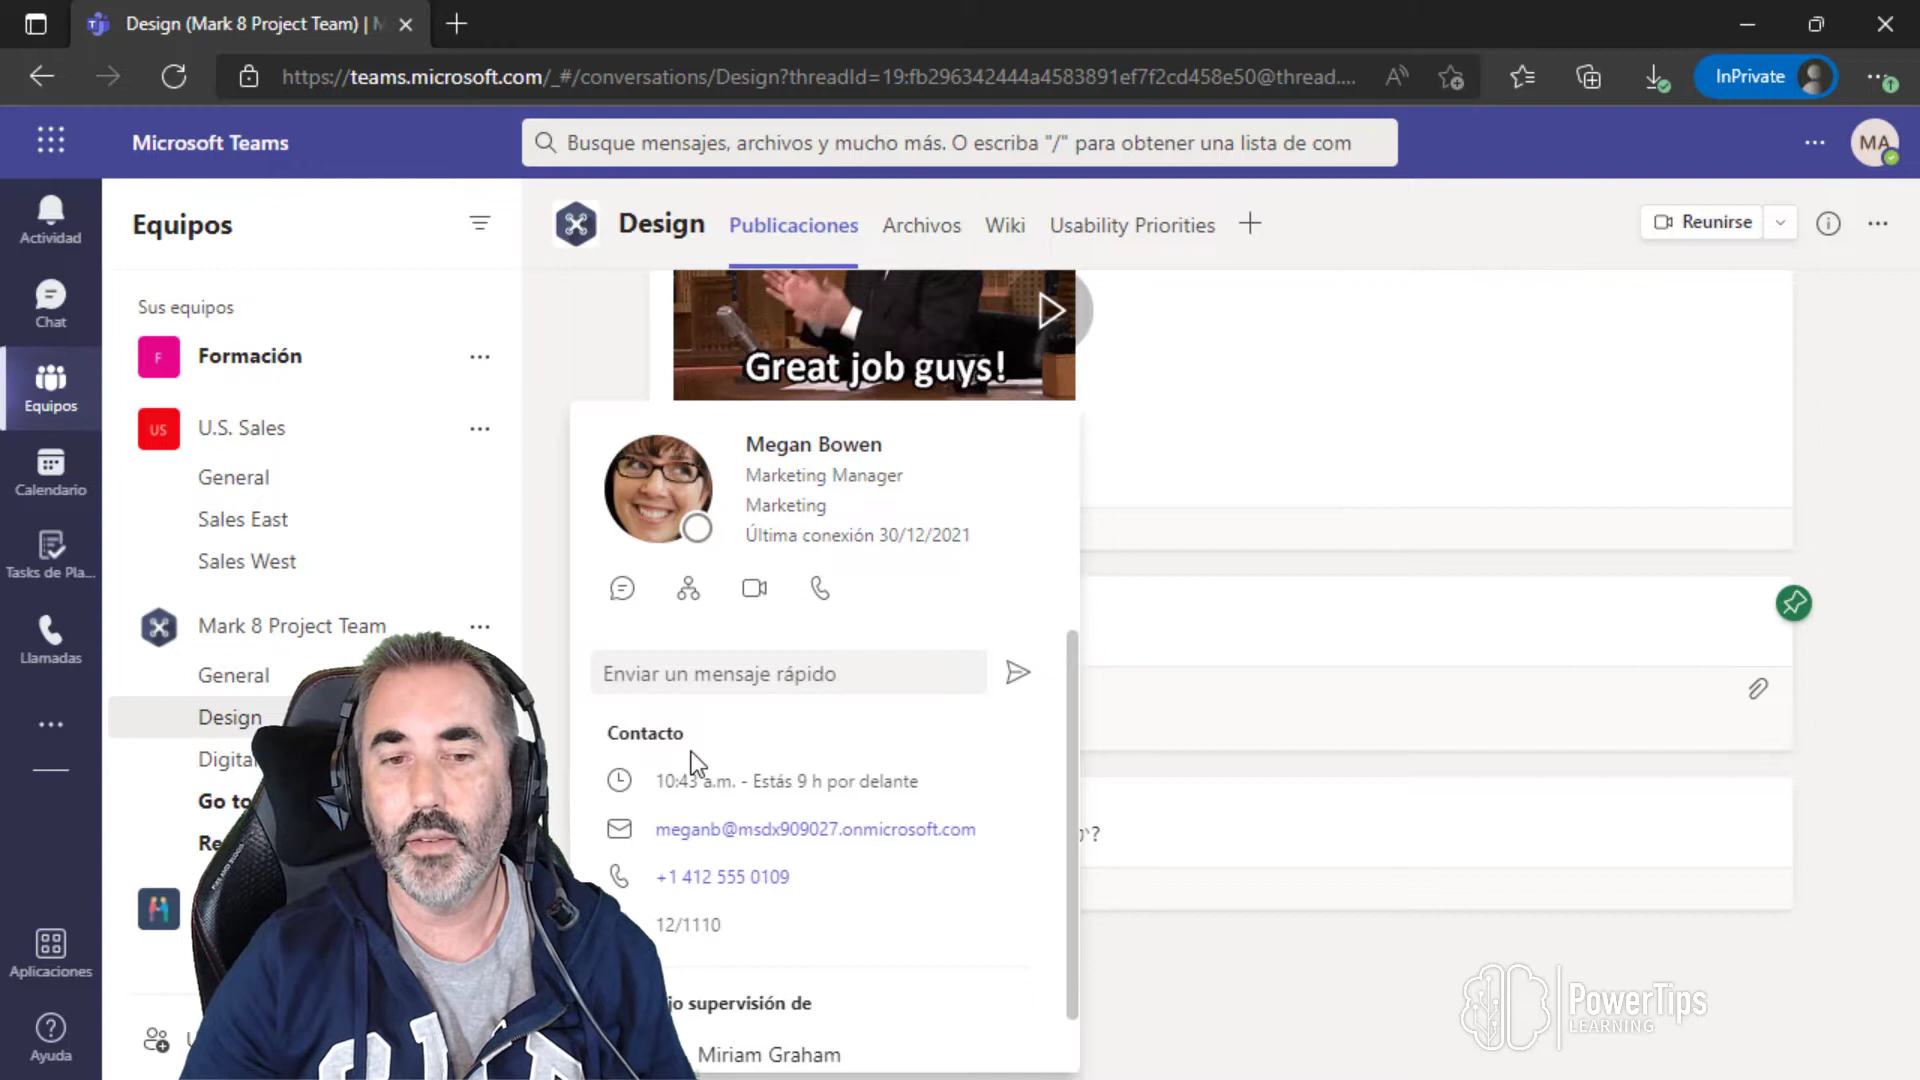 Design (Mark 8 Project Team) | M
https://teams.microsoft.com/_#/conversations/Design?threadId=19:fb296342444a4583891ef7f2cd458e50@thread....
InPrivate
Microsoft Teams
Busque mensajes, archivos y mucho más. O escriba "/" para obtener una lista de com
MA
Actividad
Chat
Equipos
Calendario
Tasks de Pla...
Llamadas
Aplicaciones
Ayuda
Equipos
Sus equipos
F
Formación
US
U.S. Sales
General
Sales East
Sales West
Mark 8 Project Team
General
Design
Digita
Go to
Re
Design
Publicaciones
Archivos
Wiki
Usability Priorities
Reunirse
Great job guys!
Megan Bowen
Marketing Manager
Marketing
Última conexión 30/12/2021
Enviar un mensaje rápido
Contacto
10:43 a.m. - Estás 9 h por delante
meganb@msdx909027.onmicrosoft.com
+1 412 555 0109
12/1110
jo supervisión de
Miriam Graham
?
PowerTips
LEARNING